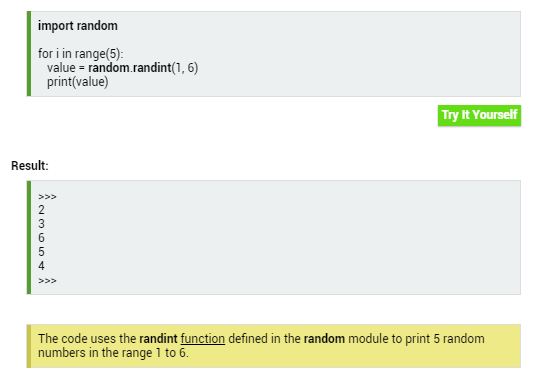 import random
for i in range(5):
value = random.randint(1, 6)
print(value)
Try It Yourself
Result:
>>>
2
3
6
5
4
>>>
The code uses the randint function defined in the random module to print 5 random
numbers in the range 1 to 6.